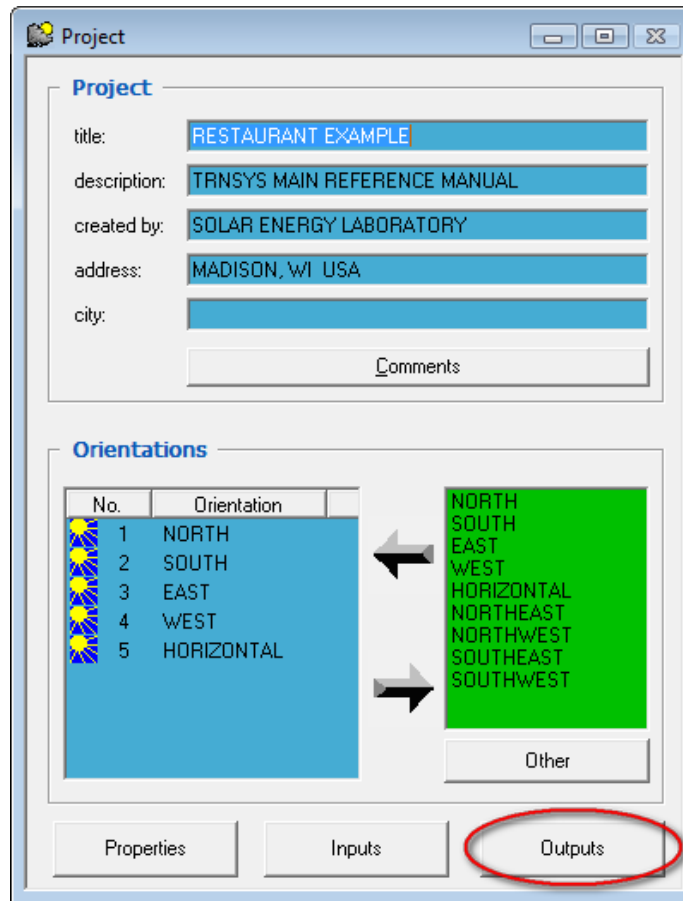 Project
Project
title: RESTAURANT EXAMPLE
description: TRNSYS MAIN REFERENCE MANUAL
created by: SOLAR ENERGY LABORATORY
address: MADISON, WI  USA
city:
Comments
Orientations
No. Orientation
1 NORTH
2 SOUTH
3 EAST
4 WEST
5 HORIZONTAL
NORTH
SOUTH
EAST
WEST
HORIZONTAL
NORTHEAST
NORTHWEST
SOUTHEAST
SOUTHWEST
Other
Properties Inputs Outputs